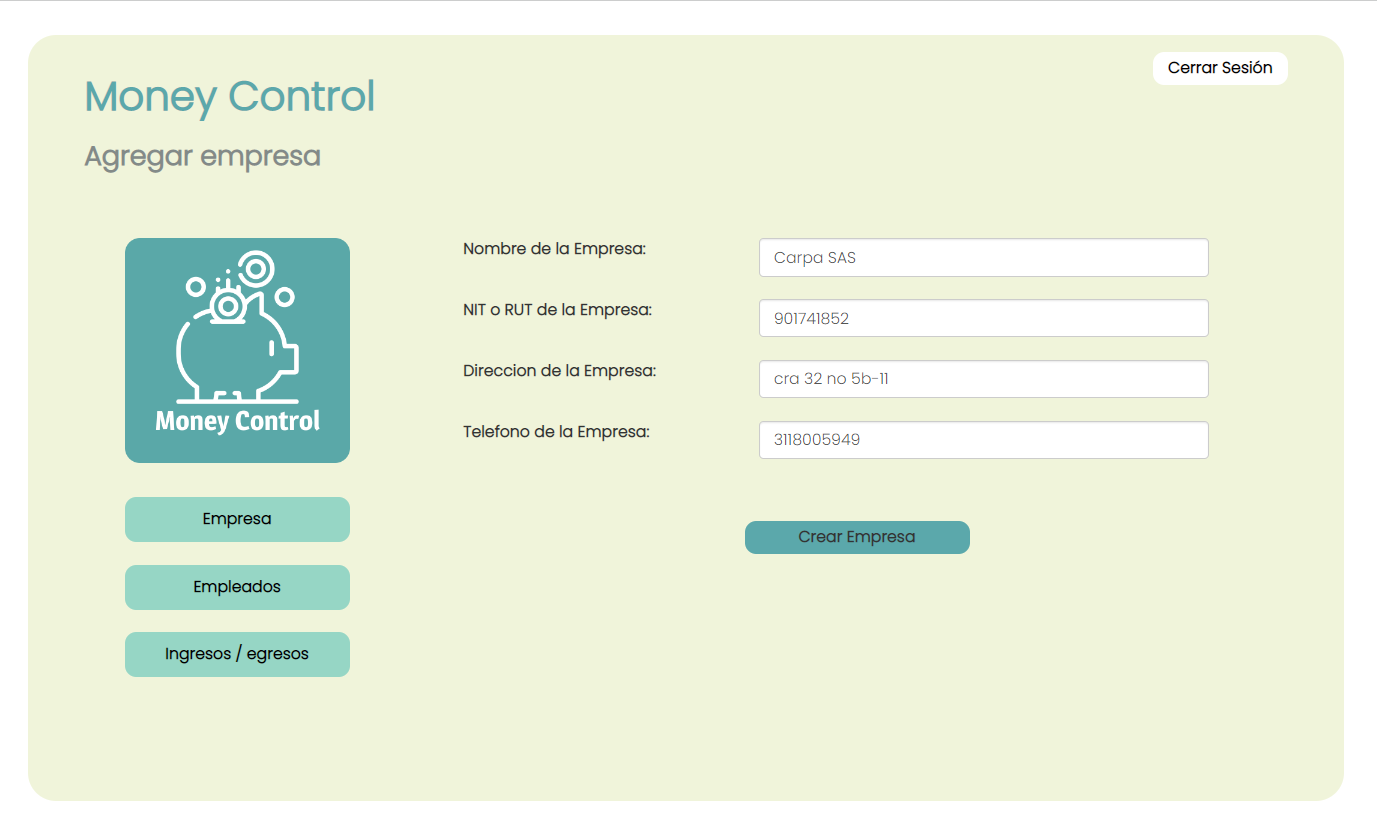 Cerrar Sesión
Money Control
Agregar empresa
Money Control
Empresa
Empleados
Ingresos / egresos
Nombre de la Empresa: Carpa SAS
NIT o RUT de la Empresa: 901741852
Direccion de la Empresa: cra 32 no 5b-11
Telefono de la Empresa: 3118005949
Crear Empresa